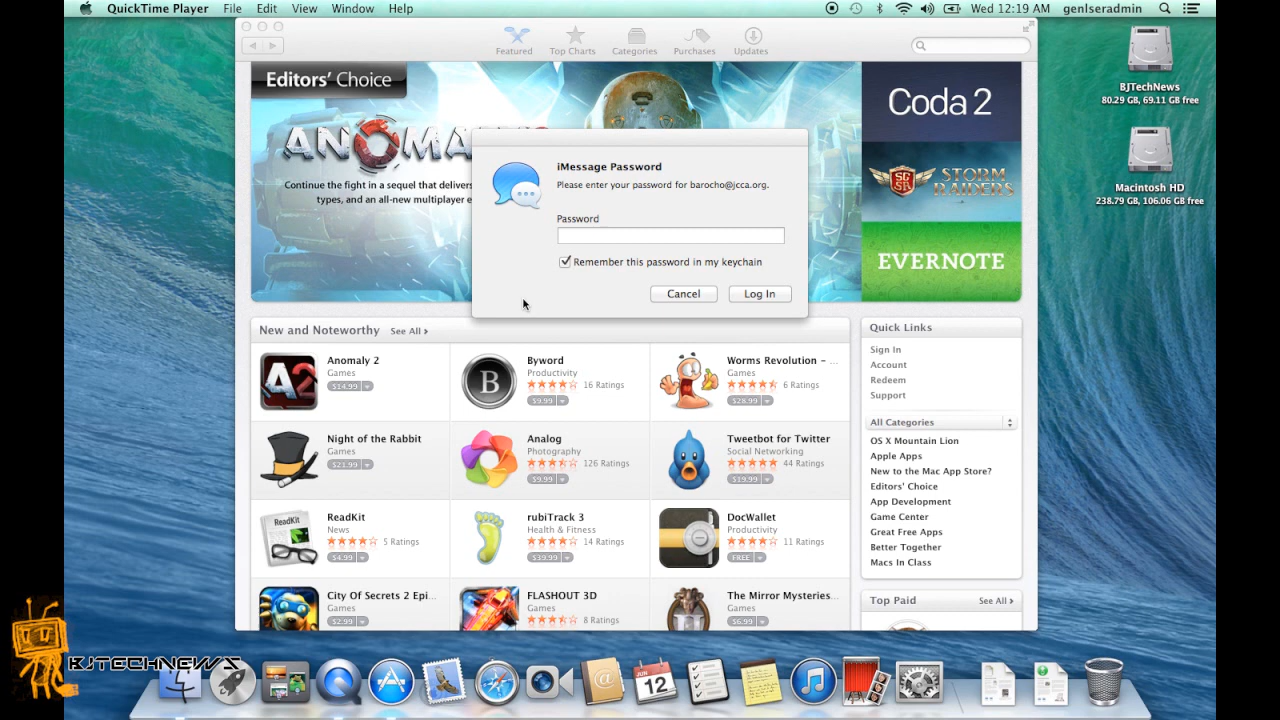 QuickTime Player File Edit View Window Help
Wed 12:19 AM genlseradmin
Featured Top Charts Categories Purchases Updates
Editors' Choice
Continue the fight in a sequel that delivers
types, and an all-new multiplayer e
Coda 2
STORM
RAIDERS
EVERNOTE
iMessage Password
Please enter your password for barocho@jcca.org.
Password
Remember this password in my keychain
Cancel Log In
BJTechNews
80.29 GB, 69.11 GB free
Macintosh HD
238.79 GB, 106.06 GB free
New and Noteworthy See All ›
Anomaly 2
Games
$14.99
Byword
Productivity
16 Ratings
$9.99
Worms Revolution - ...
Games
6 Ratings
$28.99
Night of the Rabbit
Games
$21.99
Analog
Photography
126 Ratings
$9.99
Tweetbot for Twitter
Social Networking
44 Ratings
$19.99
ReadKit
ReadKit
News
5 Ratings
$4.99
rubiTrack 3
Health & Fitness
14 Ratings
$39.99
DocWallet
Productivity
11 Ratings
FREE
City Of Secrets 2 Epi...
Games
$2.99
FLASHOUT 3D
Games
8 Ratings
The Mirror Mysteries...
Games
$6.99
Quick Links
Sign In
Account
Redeem
Support
All Categories
OS X Mountain Lion
Apple Apps
New to the Mac App Store?
Editors' Choice
App Development
Game Center
Great Free Apps
Better Together
Macs In Class
Top Paid See All ›
BJTECHNEWS
JUN
12